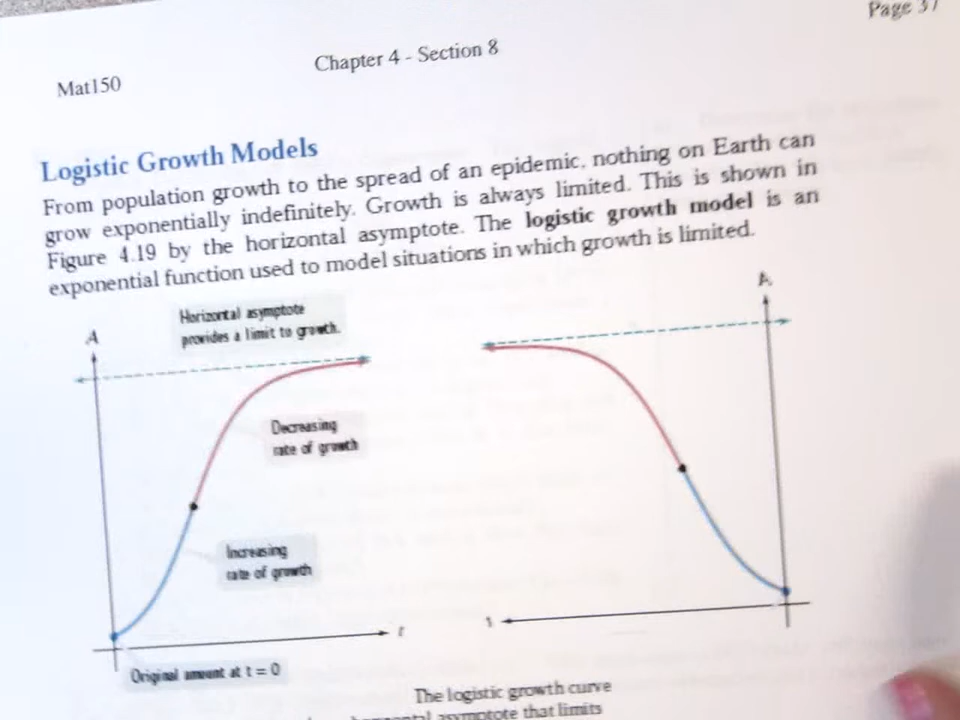 Page 37
Chapter 4 - Section 8
Mat150
Logistic Growth Models
From population growth to the spread of an epidemic, nothing on Earth can
grow exponentially indefinitely. Growth is always limited. This is shown in
Figure 4.19 by the horizontal asymptote. The logistic growth model is an
exponential function used to model situations in which growth is limited.
A
Horizontal asymptote
provides a limit to growth.
A
Decreasing
rate of growth
Increasing
rate of growth
t
Original amount at t = 0
The logistic growth curve
horizontal asymptote that limits